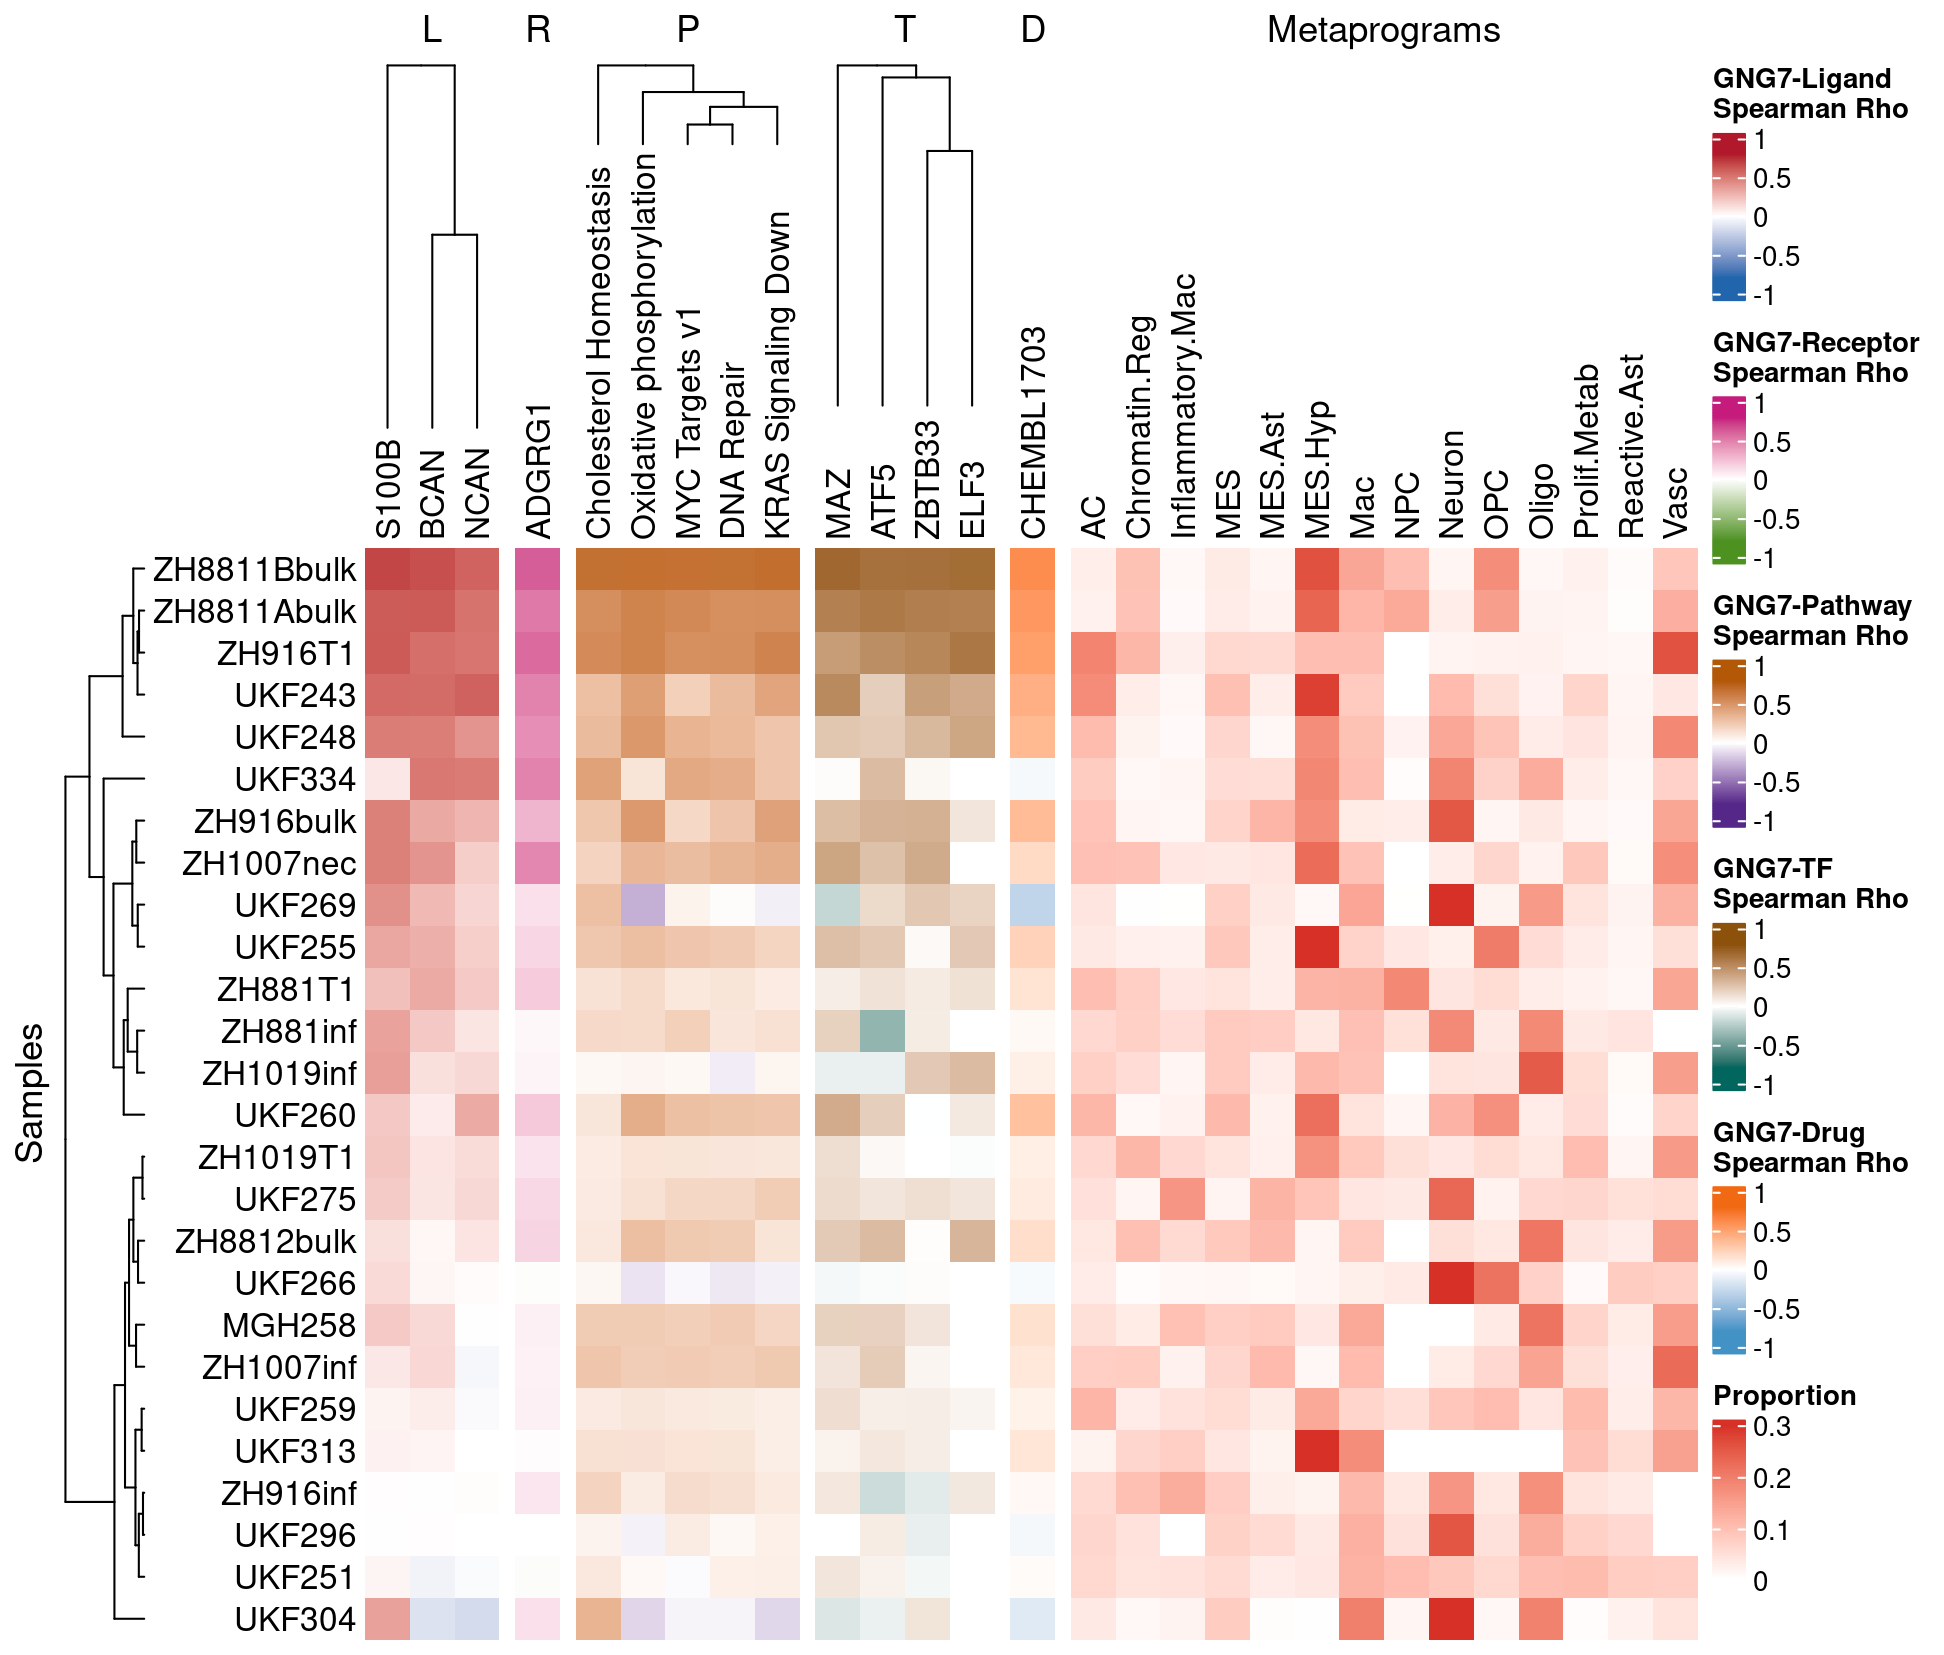 L R P T D Metaprograms
S100B
BCAN
NCAN
ADGRG1
Cholesterol Homeostasis
Oxidative phosphorylation
MYC Targets v1
DNA Repair
KRAS Signaling Down
MAZ
ATF5
ZBTB33
ELF3
CHEMBL1703
AC
Chromatin.Reg
Inflammatory.Mac
MES
MES.Ast
MES.Hyp
Mac
NPC
Neuron
OPC
Oligo
Prolif.Metab
Reactive.Ast
Vasc
Samples
ZH8811Bbulk
ZH8811Abulk
ZH916T1
UKF243
UKF248
UKF334
ZH916bulk
ZH1007nec
UKF269
UKF255
ZH881T1
ZH881inf
ZH1019inf
UKF260
ZH1019T1
UKF275
ZH8812bulk
UKF266
MGH258
ZH1007inf
UKF259
UKF313
ZH916inf
UKF296
UKF251
UKF304
GNG7-Ligand
Spearman Rho
1
0.5
0
-0.5
-1
GNG7-Receptor
Spearman Rho
1
0.5
0
-0.5
-1
GNG7-Pathway
Spearman Rho
1
0.5
0
-0.5
-1
GNG7-TF
Spearman Rho
1
0.5
0
-0.5
-1
GNG7-Drug
Spearman Rho
1
0.5
0
-0.5
-1
Proportion
0.3
0.2
0.1
0